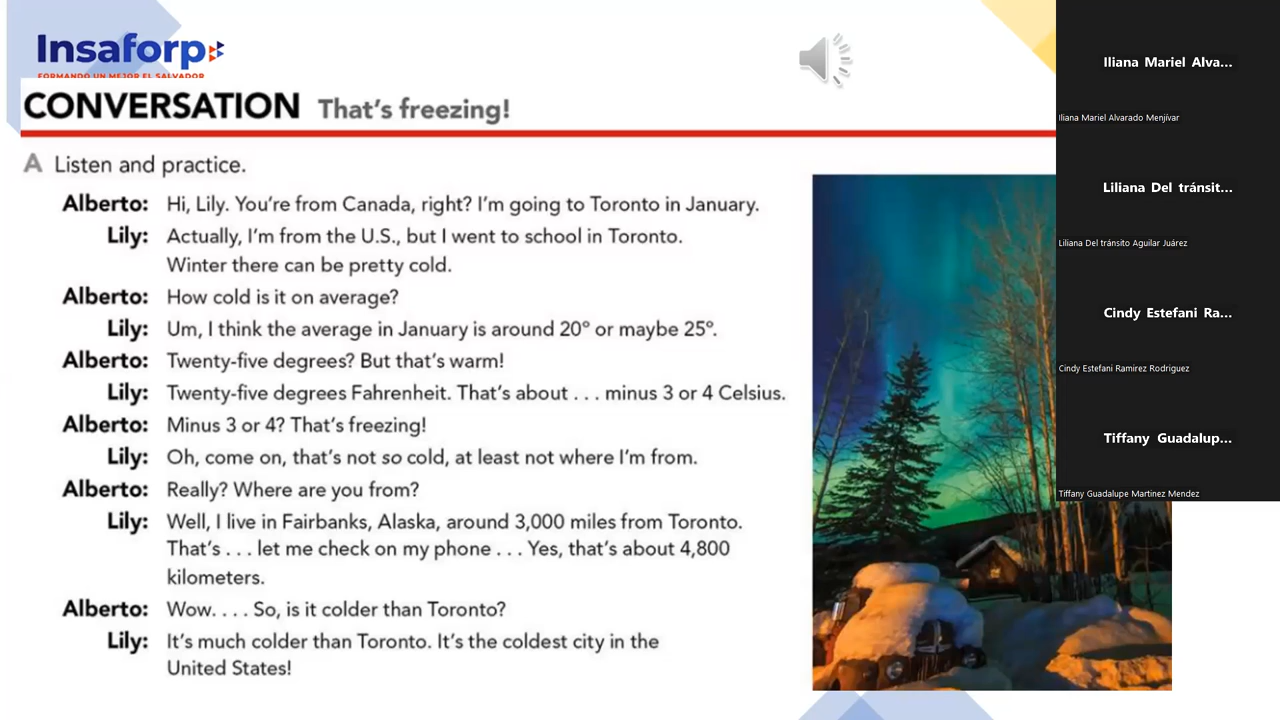 Insaforp
FORMANDO UN MEJOR EL SALVADOR
CONVERSATION That's freezing!
A Listen and practice.
Alberto: Hi, Lily. You're from Canada, right? I'm going to Toronto in January.
Lily: Actually, I'm from the U.S., but I went to school in Toronto.
Winter there can be pretty cold.
Alberto: How cold is it on average?
Lily: Um, I think the average in January is around 20º or maybe 25º.
Alberto: Twenty-five degrees? But that's warm!
Lily: Twenty-five degrees Fahrenheit. That's about . . . minus 3 or 4 Celsius.
Alberto: Minus 3 or 4? That's freezing!
Lily: Oh, come on, that's not so cold, at least not where I'm from.
Alberto: Really? Where are you from?
Lily: Well, I live in Fairbanks, Alaska, around 3,000 miles from Toronto.
That's . . . let me check on my phone . . . Yes, that's about 4,800
kilometers.
Alberto: Wow. . . . So, is it colder than Toronto?
Lily: It's much colder than Toronto. It's the coldest city in the
United States!
Iliana Mariel Alva...
Iliana Mariel Alvarado Menjívar
Liliana Del tránsit...
Liliana Del tránsito Aguilar Juárez
Cindy Estefani Ra...
Cindy Estefani Ramirez Rodriguez
Tiffany Guadalup...
Tiffany Guadalupe Martinez Mendez